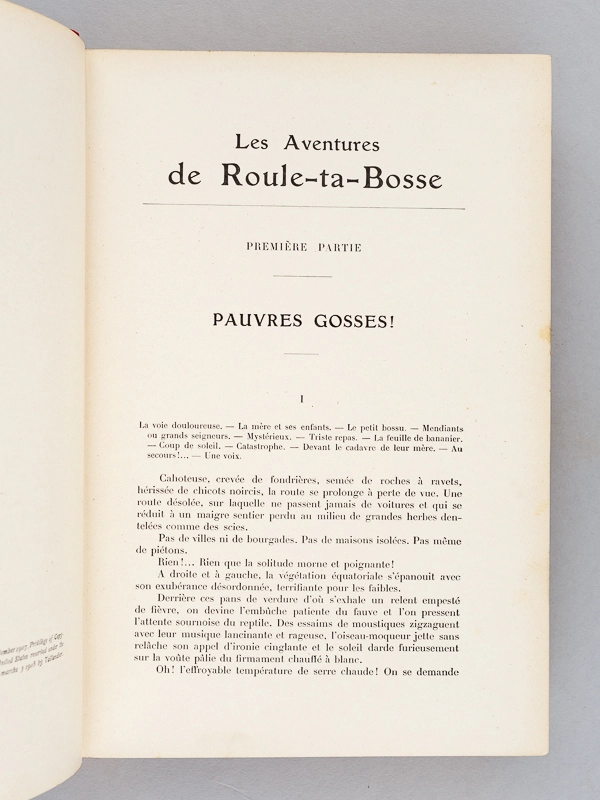 Les Aventures
de Roule-ta-Bosse
PREMIÈRE PARTIE
PAUVRES GOSSES!
I
La voie douloureuse. — La mère et ses enfants. — Le petit bossu. — Mendiants
ou grands seigneurs. — Mystérieux. — Triste repas. — La feuille de bananier.
— Coup de soleil. — Catastrophe. — Devant le cadavre de leur mère. — Au
secours!... — Une voix.
Cahoteuse, crevée de fondrières, semée de roches à ravets,
hérissée de chicots noircis, la route se prolonge à perte de vue. Une
route désolée, sur laquelle ne passent jamais de voitures et qui se
réduit à un maigre sentier perdu au milieu de grandes herbes den-
telées comme des scies.
Pas de villes ni de bourgades. Pas de maisons isolées. Pas même
de piétons.
Rien!... Rien que la solitude morne et poignante!
A droite et à gauche, la végétation équatoriale s'épanouit avec
son exubérance désordonnée, terrifiante pour les faibles.
Derrière ces pans de verdure d'où s'exhale un relent empesté
de fièvre, on devine l'embûche patiente du fauve et l'on pressent
l'attente sournoise du reptile. Des essaims de moustiques zigzaguent
avec leur musique lancinante et rageuse, l'oiseau-moqueur jette sans
relâche son appel d'ironie cinglante et le soleil darde furieusement
sur la voûte pâlie du firmament chauffé à blanc.
Oh! l'effroyable température de serre chaude! On se demande
1907. Privilege of
United States reserved
1905 by Tallandier.